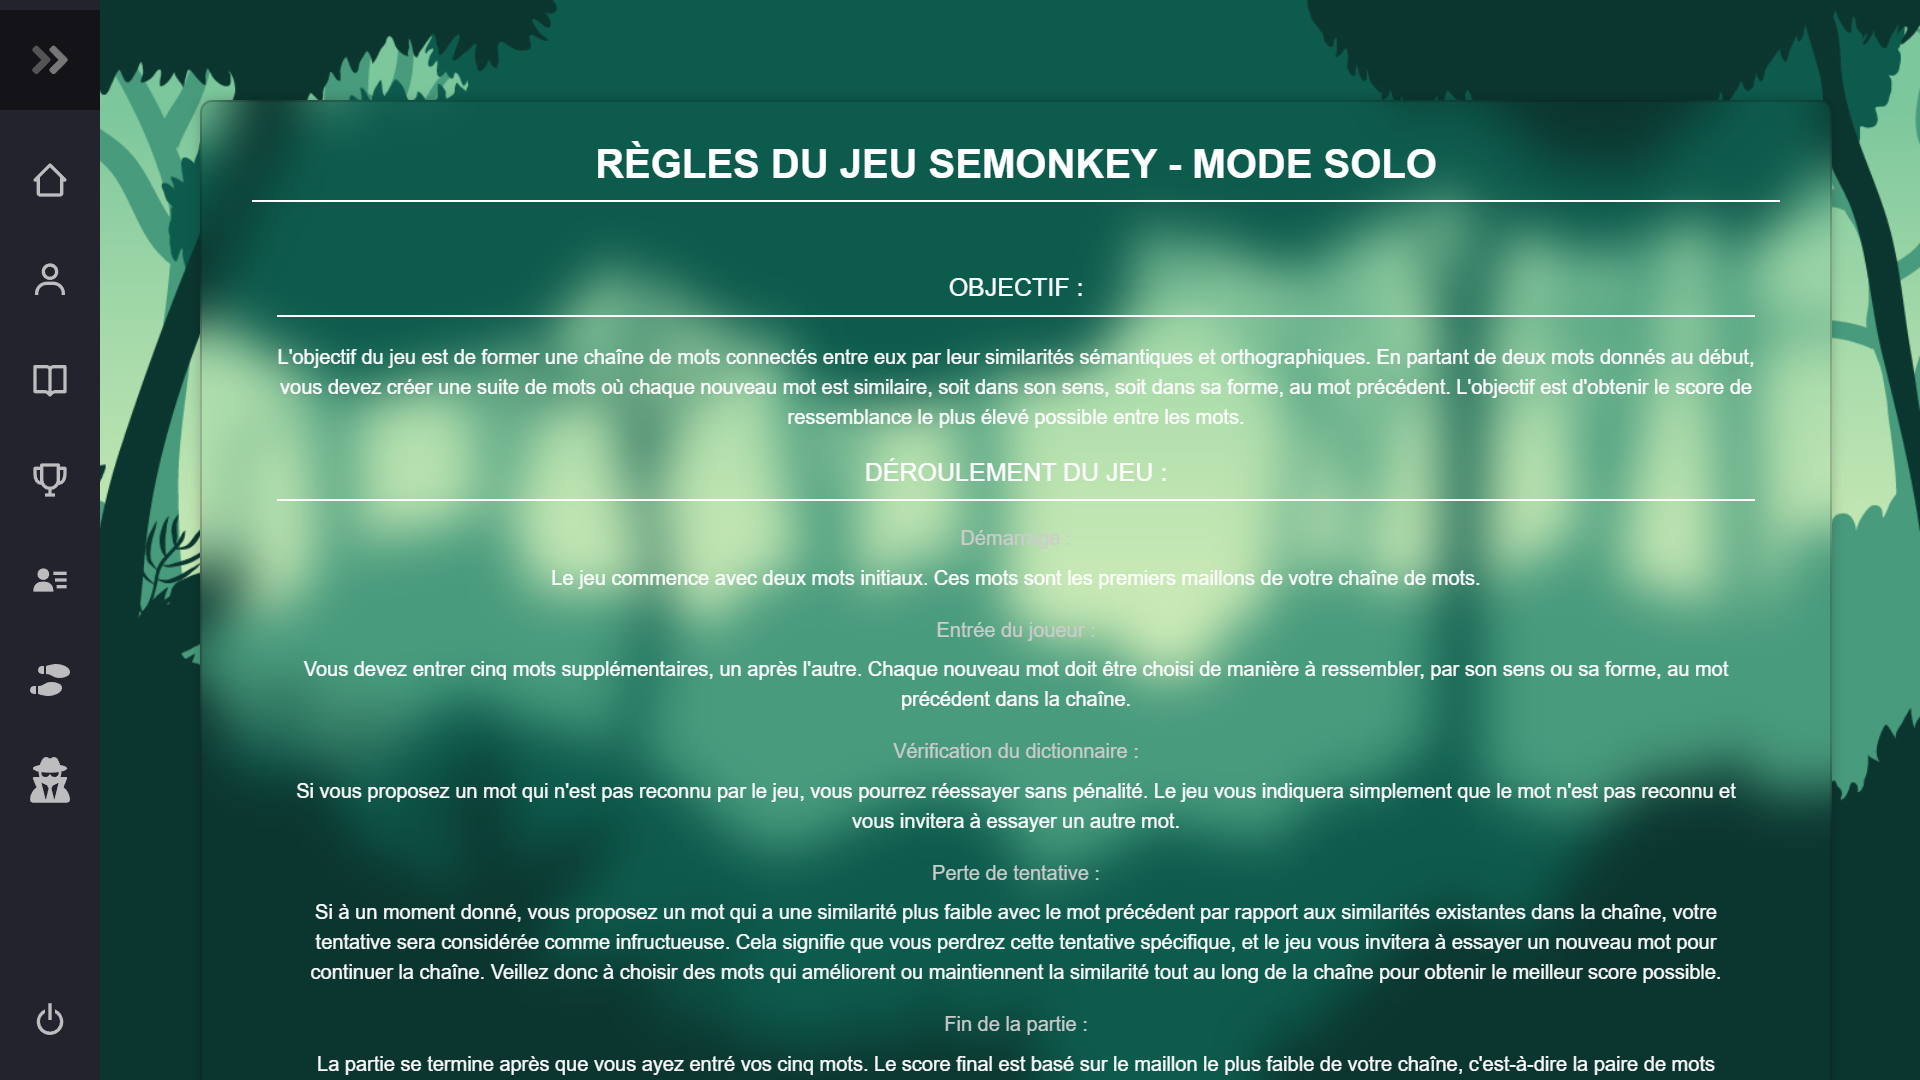 RÈGLES DU JEU SEMONKEY - MODE SOLO
OBJECTIF :
L'objectif du jeu est de former une chaîne de mots connectés entre eux par leur similarités sémantiques et orthographiques. En partant de deux mots donnés au début,
vous devez créer une suite de mots où chaque nouveau mot est similaire, soit dans son sens, soit dans sa forme, au mot précédent. L'objectif est d'obtenir le score de
ressemblance le plus élevé possible entre les mots.
DÉROULEMENT DU JEU :
Démarrage :
Le jeu commence avec deux mots initiaux. Ces mots sont les premiers maillons de votre chaîne de mots.
Entrée du joueur :
Vous devez entrer cinq mots supplémentaires, un après l'autre. Chaque nouveau mot doit être choisi de manière à ressembler, par son sens ou sa forme, au mot
précédent dans la chaîne.
Vérification du dictionnaire :
Si vous proposez un mot qui n'est pas reconnu par le jeu, vous pourrez réessayer sans pénalité. Le jeu vous indiquera simplement que le mot n'est pas reconnu et
vous invitera à essayer un autre mot.
Perte de tentative :
Si à un moment donné, vous proposez un mot qui a une similarité plus faible avec le mot précédent par rapport aux similarités existantes dans la chaîne, votre
tentative sera considérée comme infructueuse. Cela signifie que vous perdrez cette tentative spécifique, et le jeu vous invitera à essayer un nouveau mot pour
continuer la chaîne. Veillez donc à choisir des mots qui améliorent ou maintiennent la similarité tout au long de la chaîne pour obtenir le meilleur score possible.
Fin de la partie :
La partie se termine après que vous ayez entré vos cinq mots. Le score final est basé sur le maillon le plus faible de votre chaîne, c'est-à-dire la paire de mots